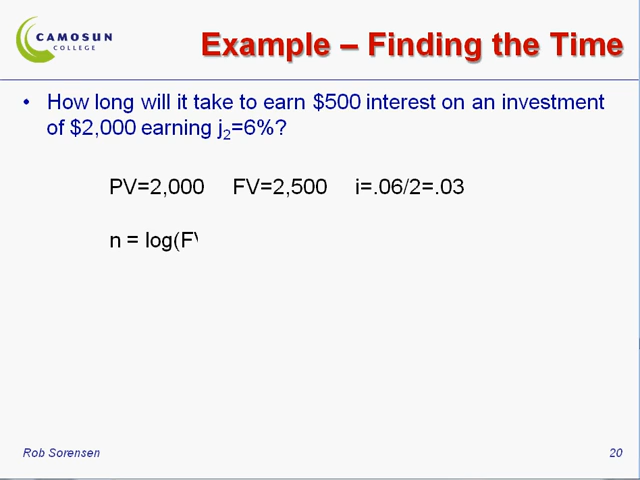 CAMOSUN
COLLEGE
Example – Finding the Time
• How long will it take to earn $500 interest on an investment
of $2,000 earning j2=6%?
PV=2,000 FV=2,500 i=.06/2=.03
n = log(FV
Rob Sorensen 20